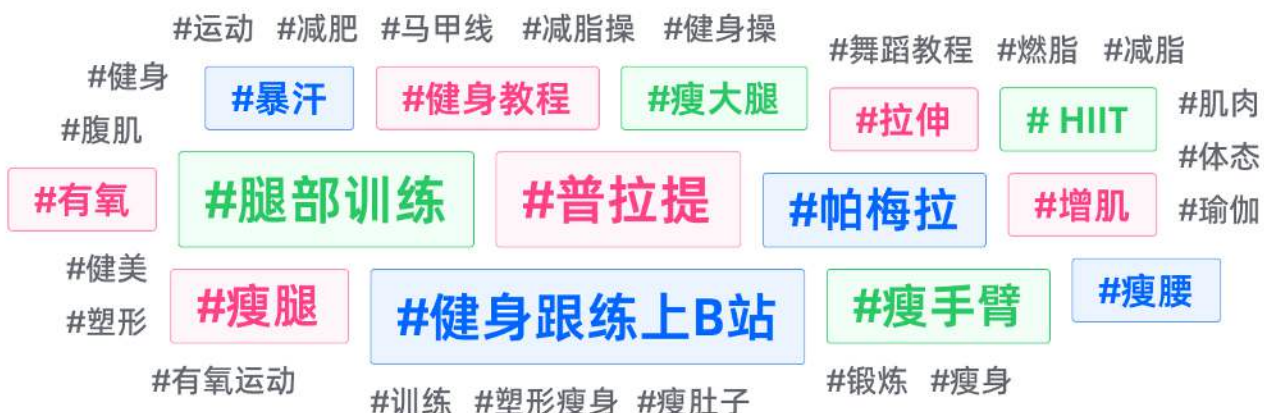 #运动 #减肥 #马甲线 #减脂操 #健身操
#舞蹈教程 #燃脂 #减脂
#健身 #暴汗 #健身教程 #瘦大腿 #拉伸 # HIIT #肌肉
#腹肌
#体态
#有氧 #腿部训练 #普拉提 #帕梅拉 #增肌 #瑜伽
#健美
#塑形 #瘦腿 #健身跟练上B站 #瘦手臂 #瘦腰
#有氧运动 #训练 #塑形瘦身 #瘦肚子 #锻炼 #瘦身